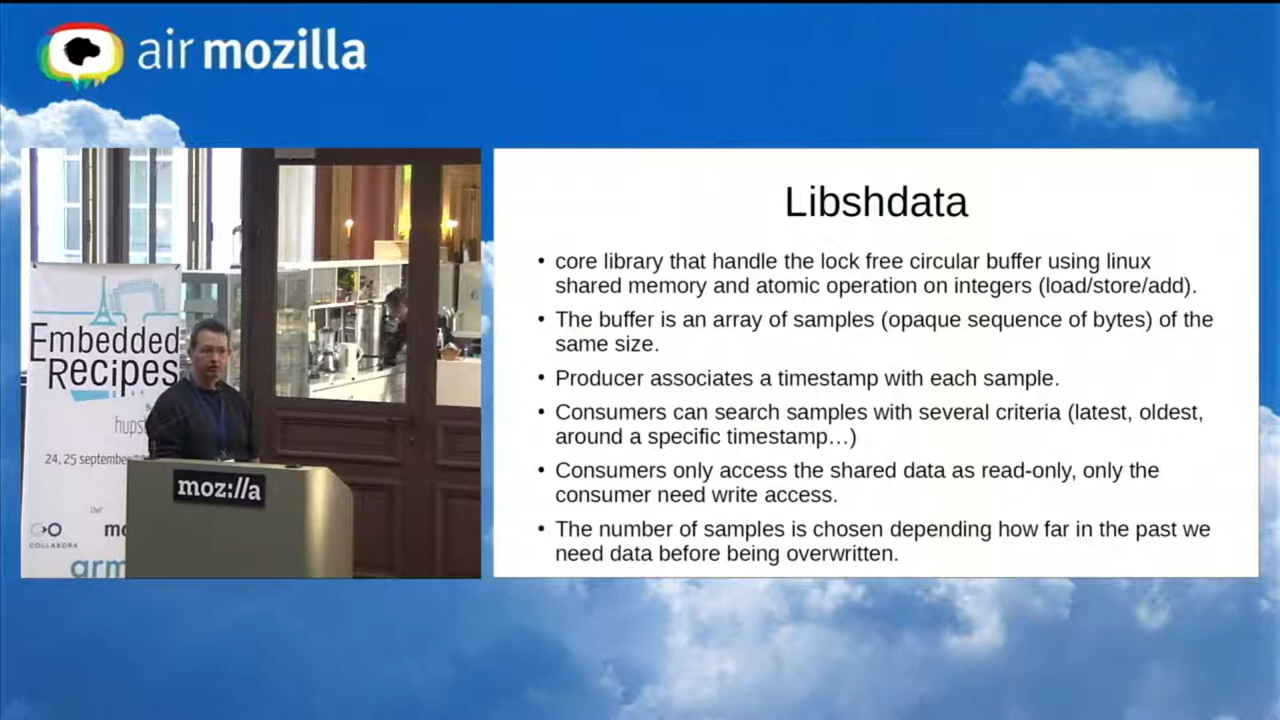 air mozilla
Embedded
Recipes
hups
24, 25 september
moz://a
COLLABORA
arm
Libshdata
• core library that handle the lock free circular buffer using linux
shared memory and atomic operation on integers (load/store/add).
• The buffer is an array of samples (opaque sequence of bytes) of the
same size.
• Producer associates a timestamp with each sample.
• Consumers can search samples with several criteria (latest, oldest,
around a specific timestamp…)
• Consumers only access the shared data as read-only, only the
consumer need write access.
• The number of samples is chosen depending how far in the past we
need data before being overwritten.